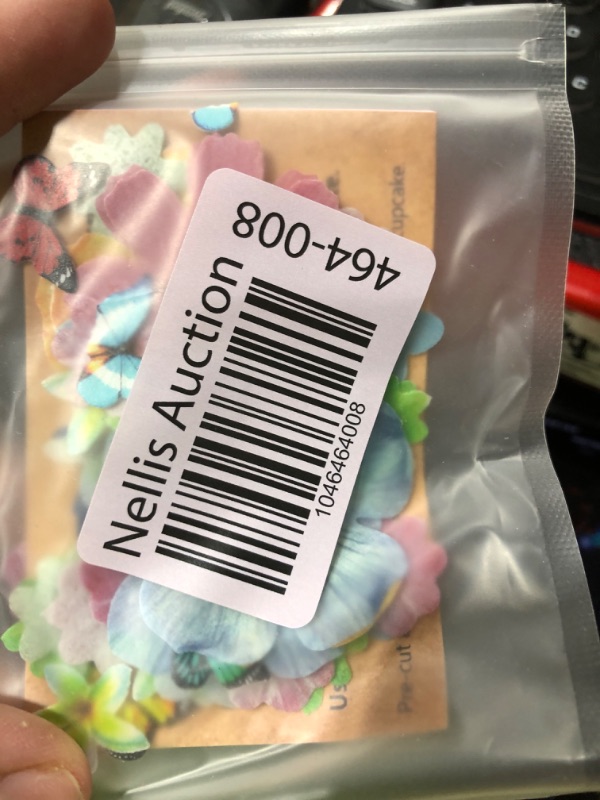 464-008
Nellis Auction
1046464008
Pre-cut
cupcake